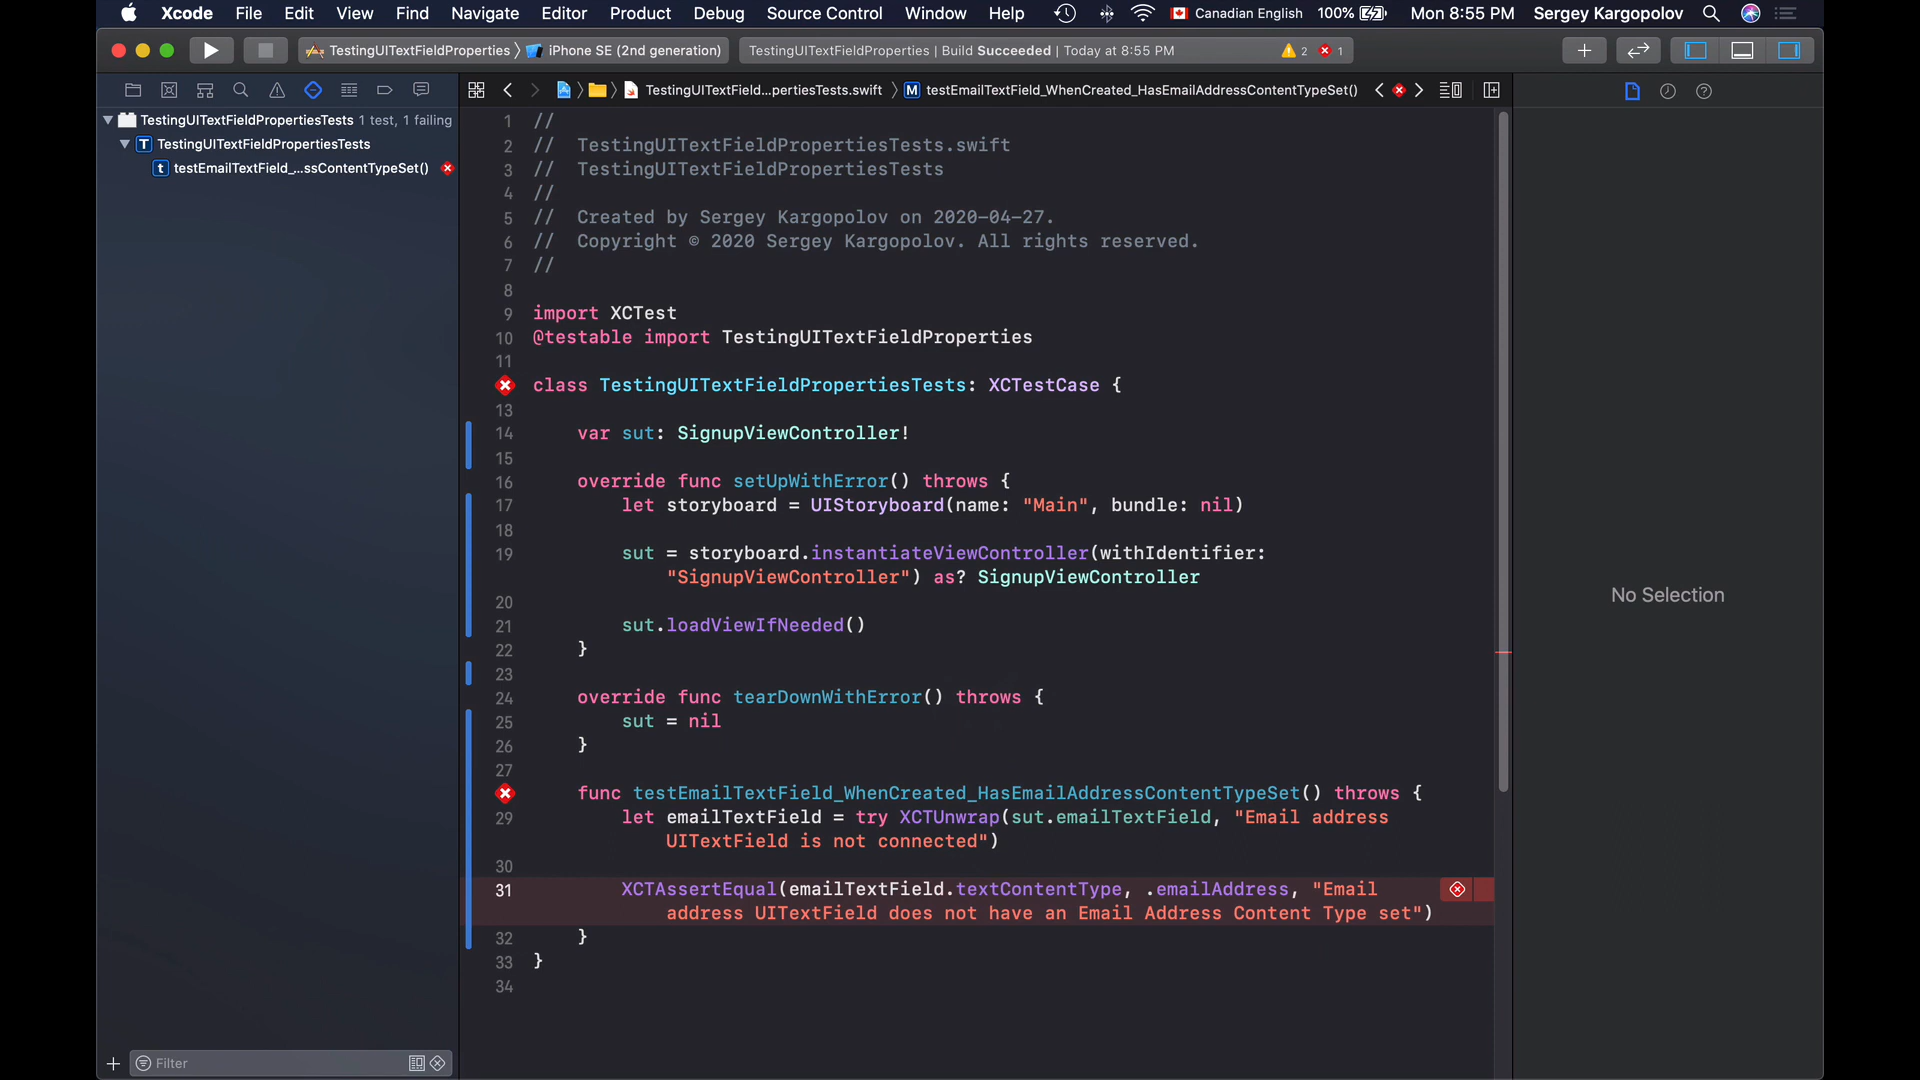 Xcode File Edit View Find Navigate Editor Product Debug Source Control Window Help Canadian English 100% Mon 8:55 PM Sergey Kargopolov
TestingUITextFieldProperties iPhone SE (2nd generation) TestingUITextFieldProperties | Build Succeeded | Today at 8:55 PM 2 1
TestingUITextField...pertiesTests.swift M testEmailTextField_WhenCreated_HasEmailAddressContentTypeSet()
TestingUITextFieldPropertiesTests 1 test, 1 failing
T TestingUITextFieldPropertiesTests
t testEmailTextField_...ssContentTypeSet()
1 //
2 // TestingUITextFieldPropertiesTests.swift
3 // TestingUITextFieldPropertiesTests
4 //
5 // Created by Sergey Kargopolov on 2020-04-27.
6 // Copyright © 2020 Sergey Kargopolov. All rights reserved.
7 //
8
9 import XCTest
10 @testable import TestingUITextFieldProperties
11
class TestingUITextFieldPropertiesTests: XCTestCase {
13
14 var sut: SignupViewController!
15
16 override func setUpWithError() throws {
17 let storyboard = UIStoryboard(name: "Main", bundle: nil)
18
19 sut = storyboard.instantiateViewController(withIdentifier:
"SignupViewController") as? SignupViewController
20
21 sut.loadViewIfNeeded()
22 }
23
24 override func tearDownWithError() throws {
25 sut = nil
26 }
27
func testEmailTextField_WhenCreated_HasEmailAddressContentTypeSet() throws {
29 let emailTextField = try XCTUnwrap(sut.emailTextField, "Email address
UITextField is not connected")
30
31 XCTAssertEqual(emailTextField.textContentType, .emailAddress, "Email
address UITextField does not have an Email Address Content Type set")
32 }
33 }
34
No Selection
Filter